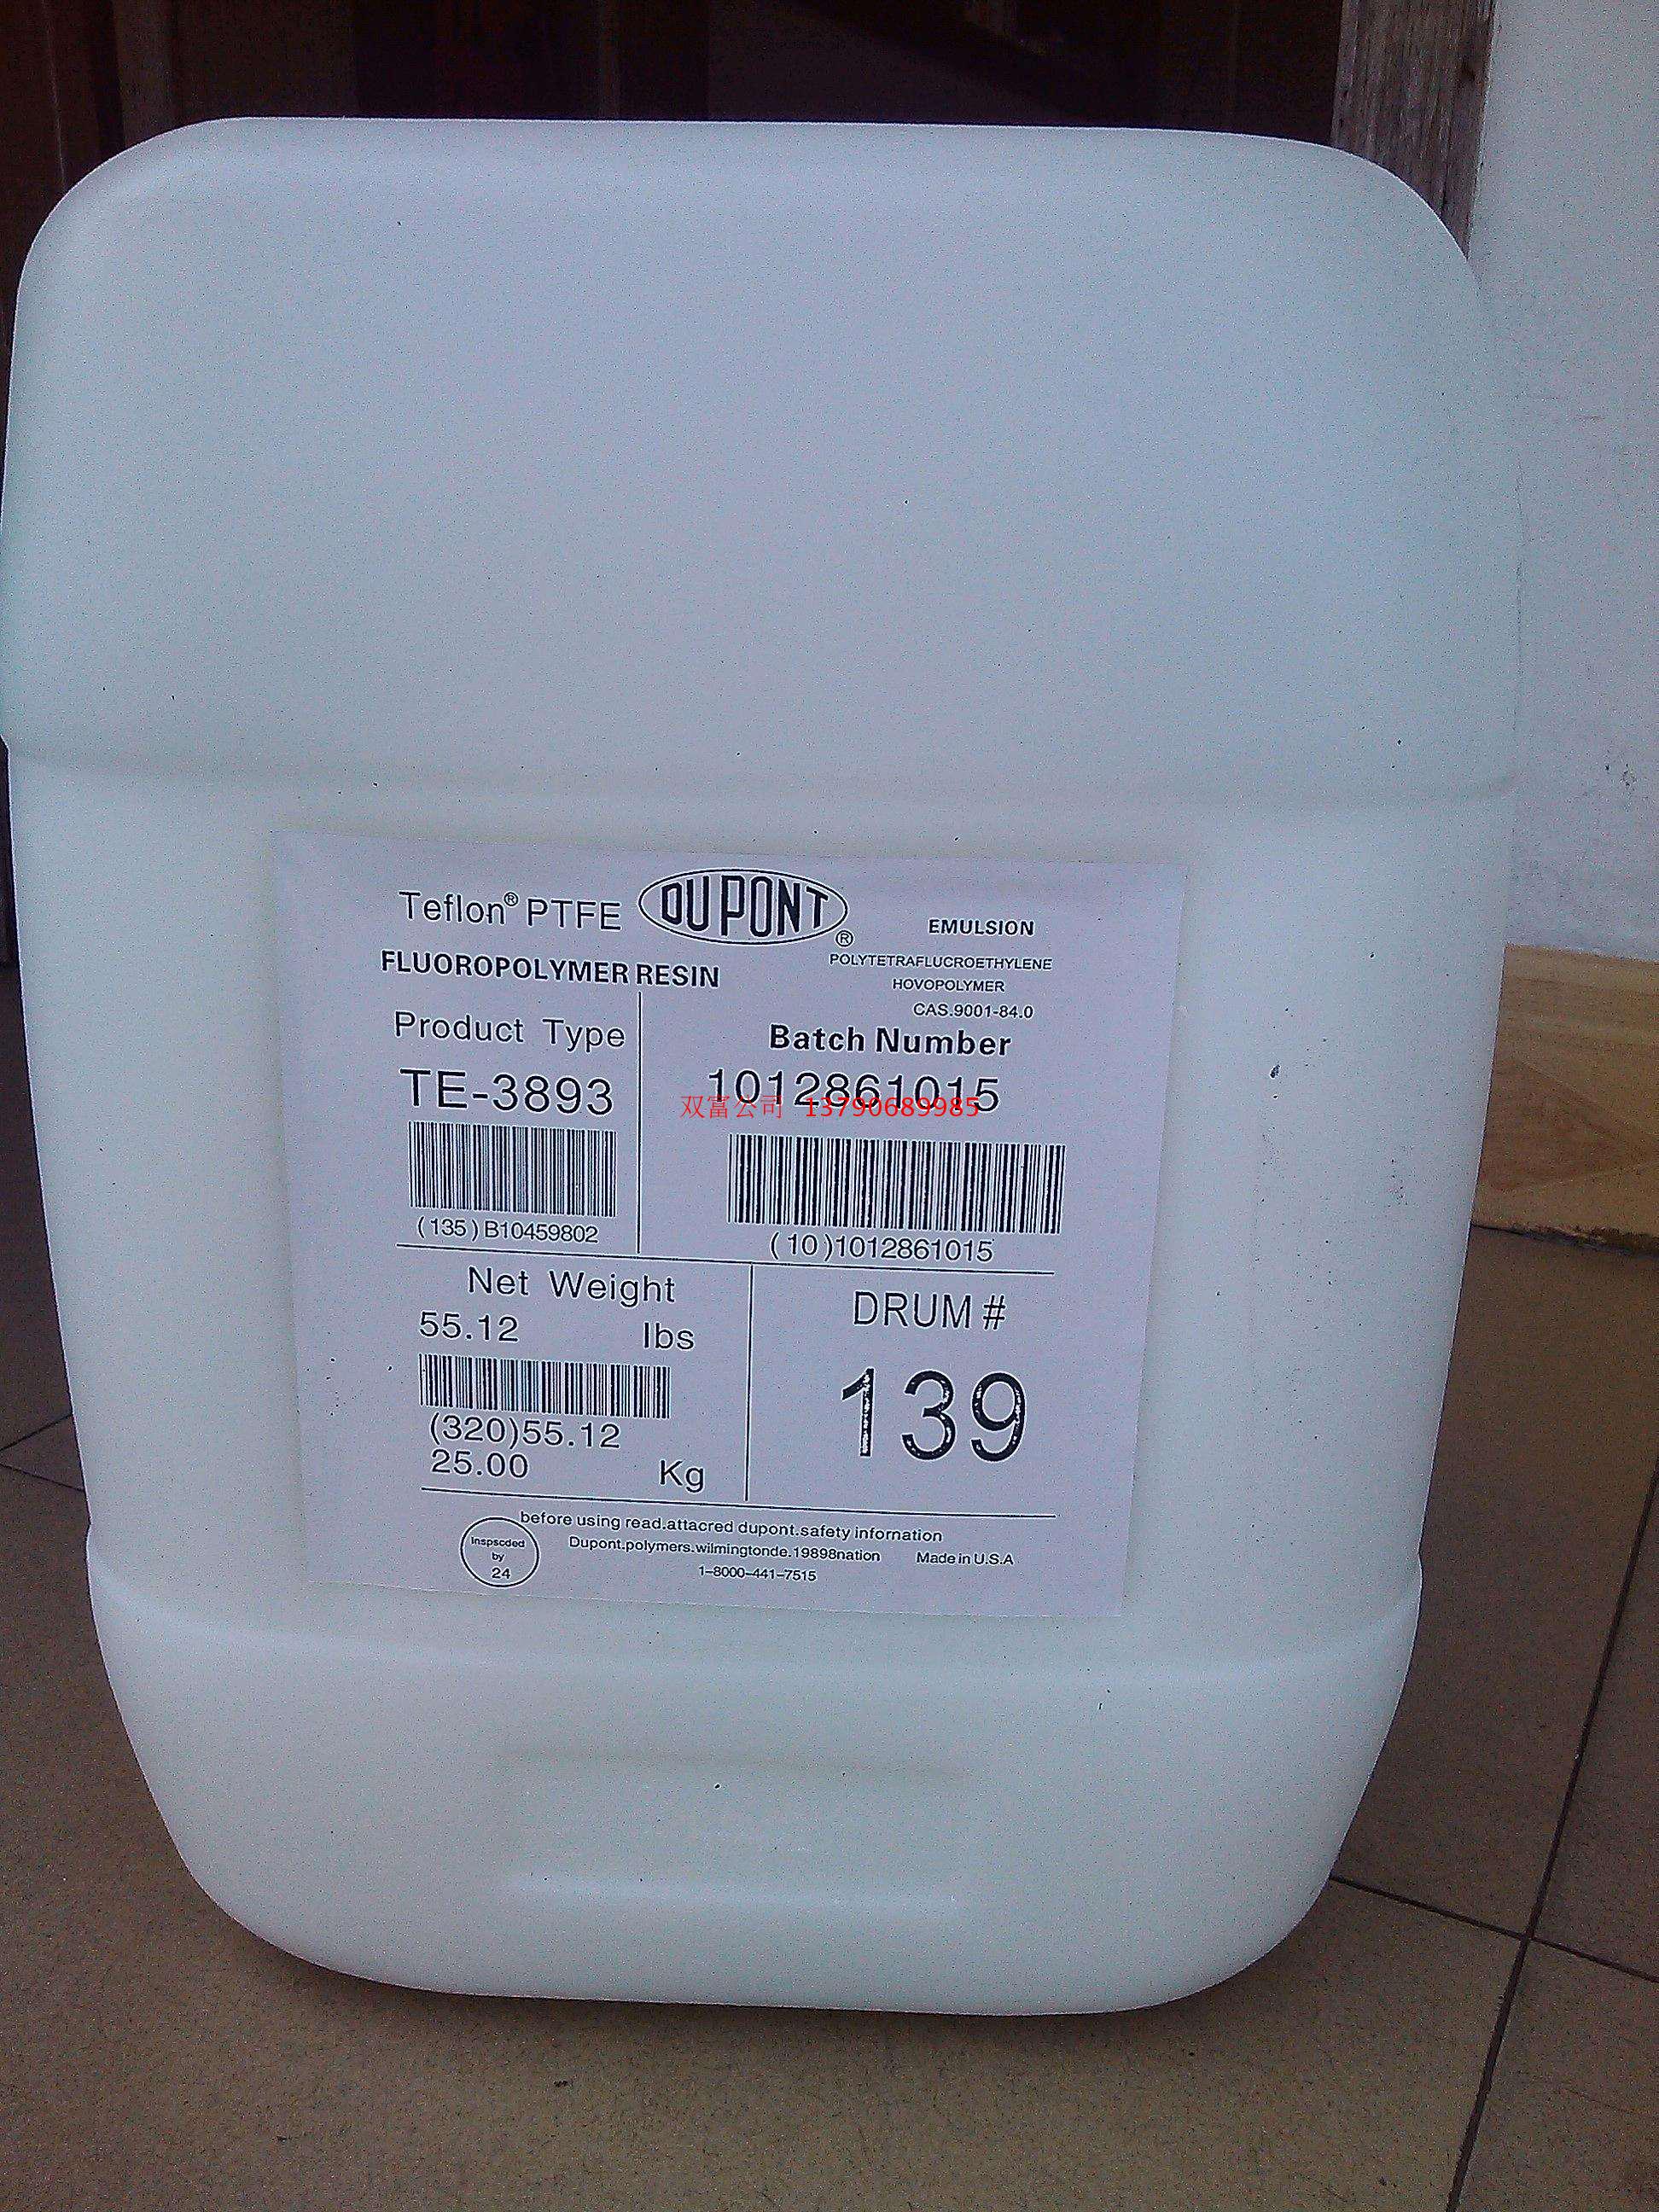 Teflon® PTFE DUPONT®
EMULSION
FLUOROPOLYMER RESIN
POLYTETRAFLUCROETHYLENE
HOVOPOLYMER
CAS.9001-84.0
Product Type
TE-3893
(135)B10459802
Batch Number
1012861015
双富公司 13790689985
(10)1012861015
Net Weight
55.12 lbs
(320)55.12
25.00 Kg
DRUM #
139
before using read.attacred dupont.safety infornation
Dupont.polymers.wilmingtonde.19898nation Made in U.S.A
1-8000-441-7515
Inspscded
by
24